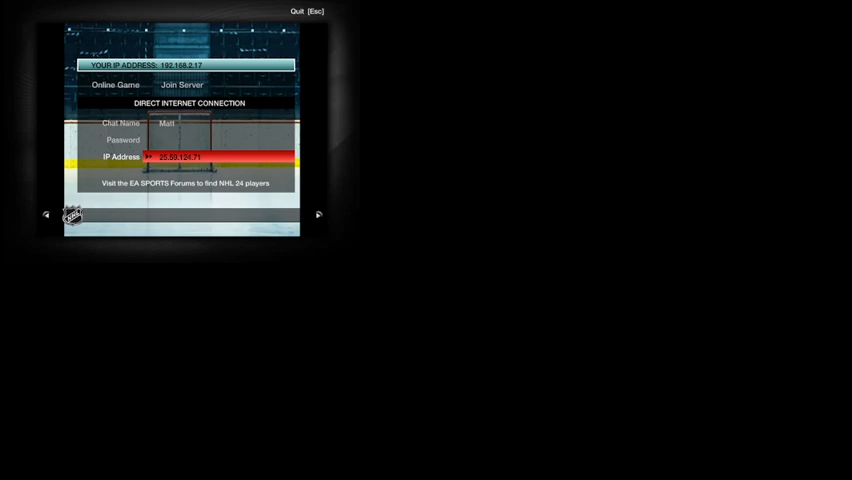 Quit [Esc]
YOUR IP ADDRESS: 192.168.2.17
Online Game Join Server
DIRECT INTERNET CONNECTION
Chat Name Matt
Password
IP Address 25.59.124.71
Visit the EA SPORTS Forums to find NHL 24 players
NHL